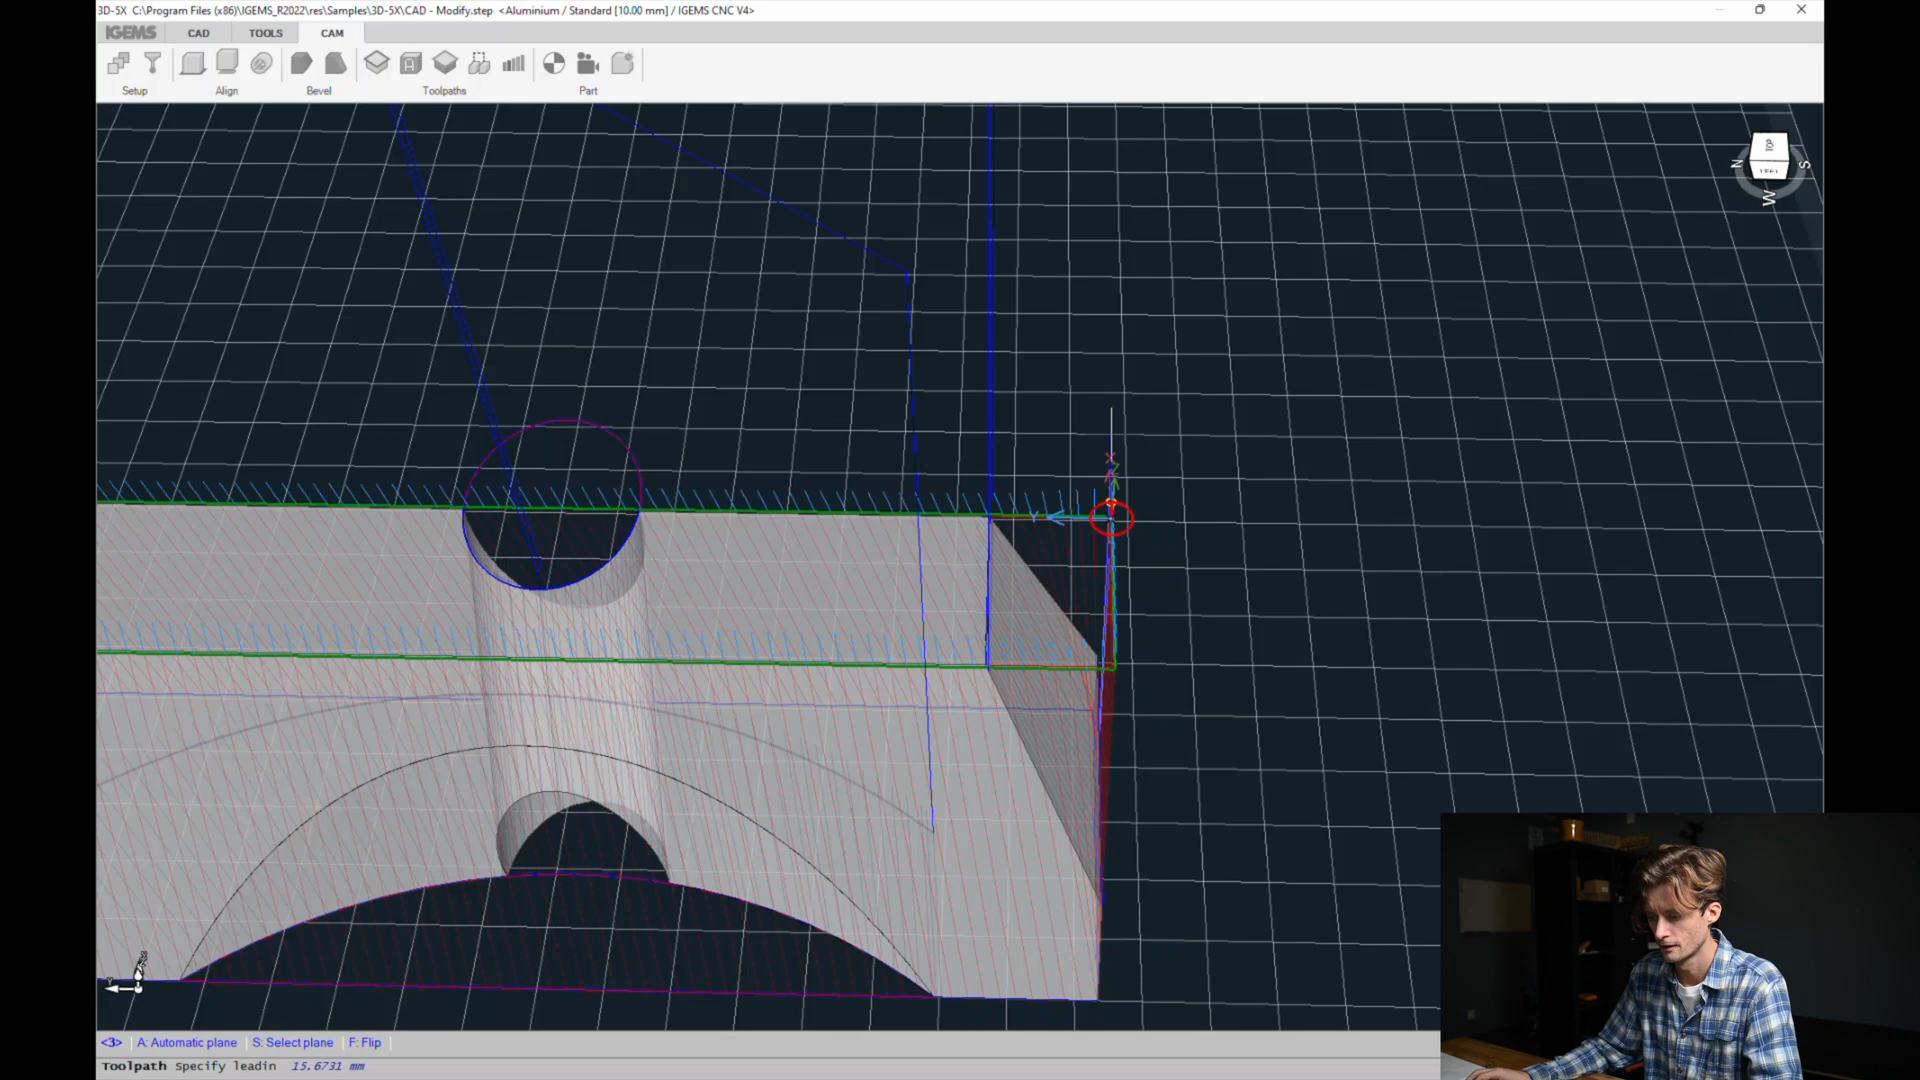 3D-5X C:\Program Files (x86)\IGEMS_R2022\res\Samples\3D-5X\CAD - Modify.step <Aluminium / Standard [10.00 mm] / IGEMS CNC V4>
IGEMS CAD TOOLS CAM
Setup Align Bevel Toolpaths Part
TOP
N S
LEFT
W
X
Y
<3> A: Automatic plane S: Select plane F: Flip
Toolpath Specify leadin 15.6731 mm